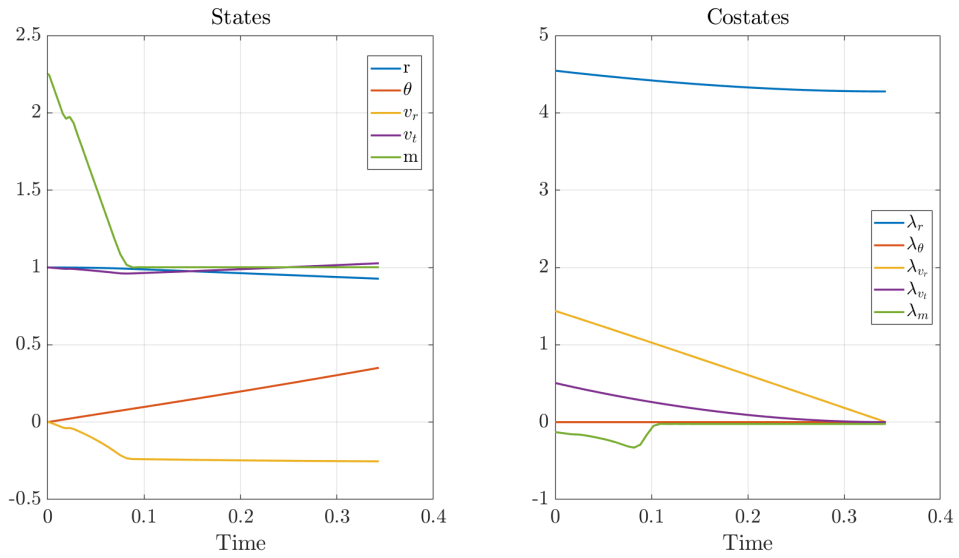 States
2.5
2
1.5
1
0.5
0
-0.5
0
0.1
0.2
0.3
0.4
Time
r
θ
v_r
v_t
m
Costates
5
4
3
2
1
0
-1
0
0.1
0.2
0.3
0.4
Time
λ_r
λ_θ
λ_{v_r}
λ_{v_t}
λ_m